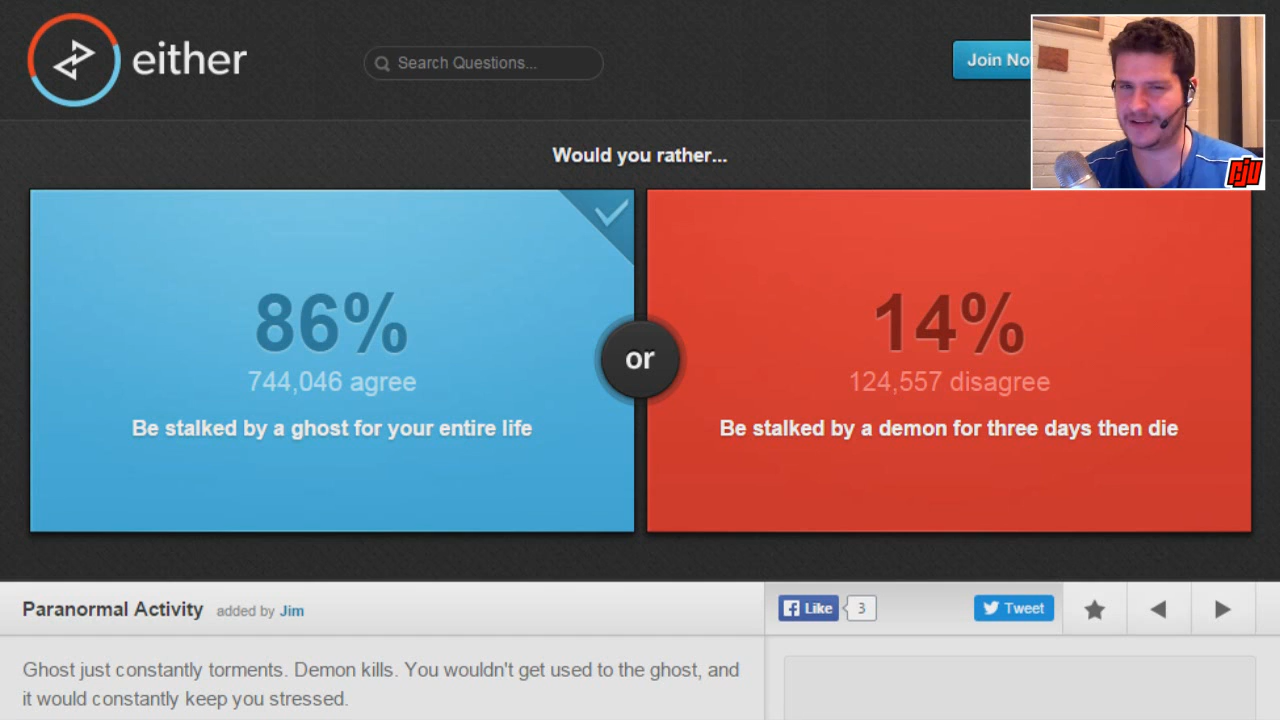 either
Search Questions...
Join No
Would you rather...
86%
744,046 agree
Be stalked by a ghost for your entire life
or
14%
124,557 disagree
Be stalked by a demon for three days then die
Paranormal Activity added by Jim
Like 3
Tweet
Ghost just constantly torments. Demon kills. You wouldn't get used to the ghost, and
it would constantly keep you stressed.